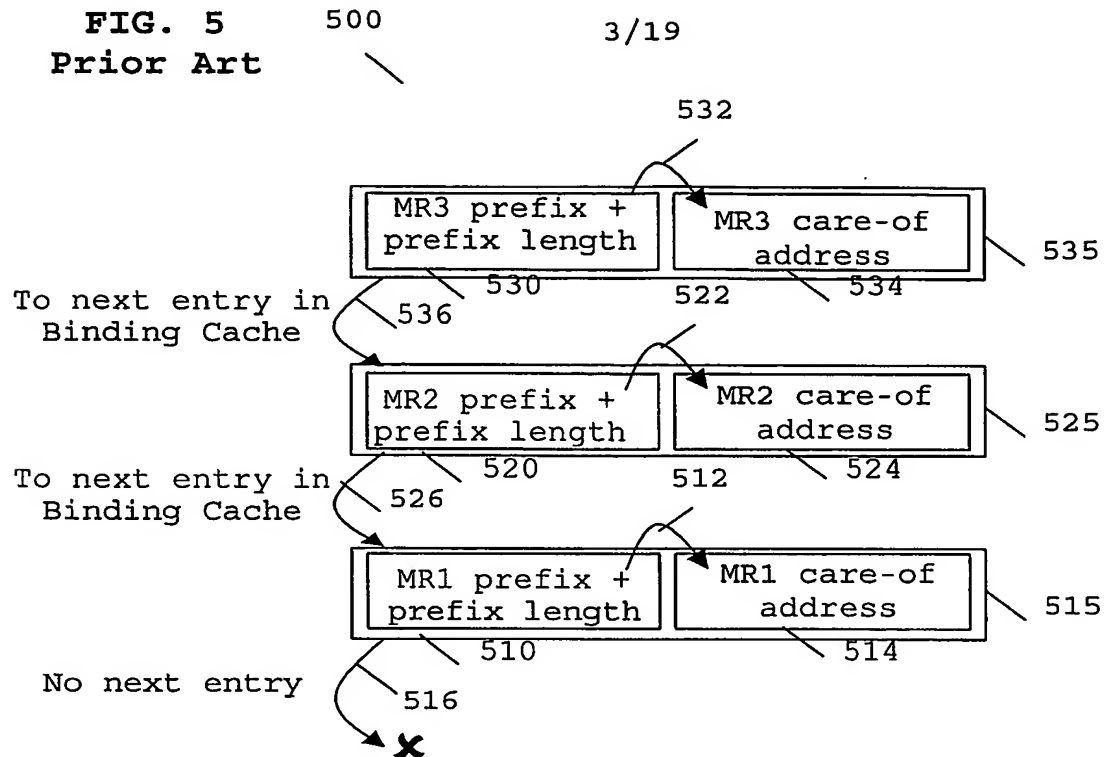 FIG. 5
Prior Art
500
3/19
532
MR3 prefix +
prefix length
MR3 care-of
address
535
530
522
534
To next entry in
Binding Cache
536
MR2 prefix +
prefix length
MR2 care-of
address
525
520
512
524
To next entry in
Binding Cache
526
MR1 prefix +
prefix length
MR1 care-of
address
515
510
514
No next entry
516
x